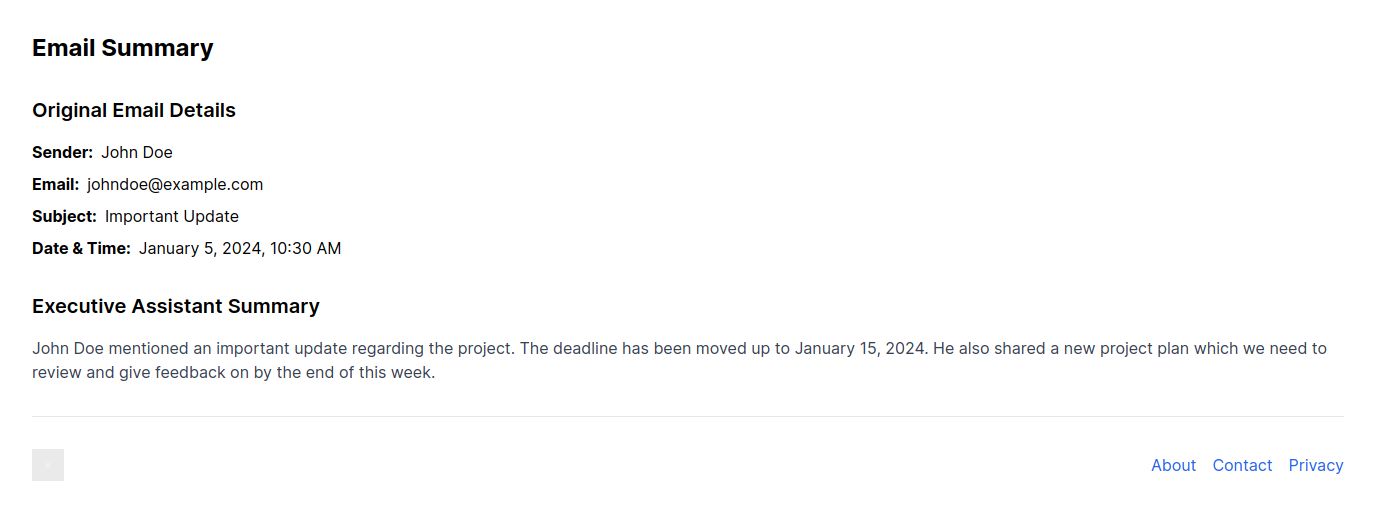 Email Summary
Original Email Details
Sender: John Doe
Email: johndoe@example.com
Subject: Important Update
Date & Time: January 5, 2024, 10:30 AM
Executive Assistant Summary
John Doe mentioned an important update regarding the project. The deadline has been moved up to January 15, 2024. He also shared a new project plan which we need to
review and give feedback on by the end of this week.
About Contact Privacy